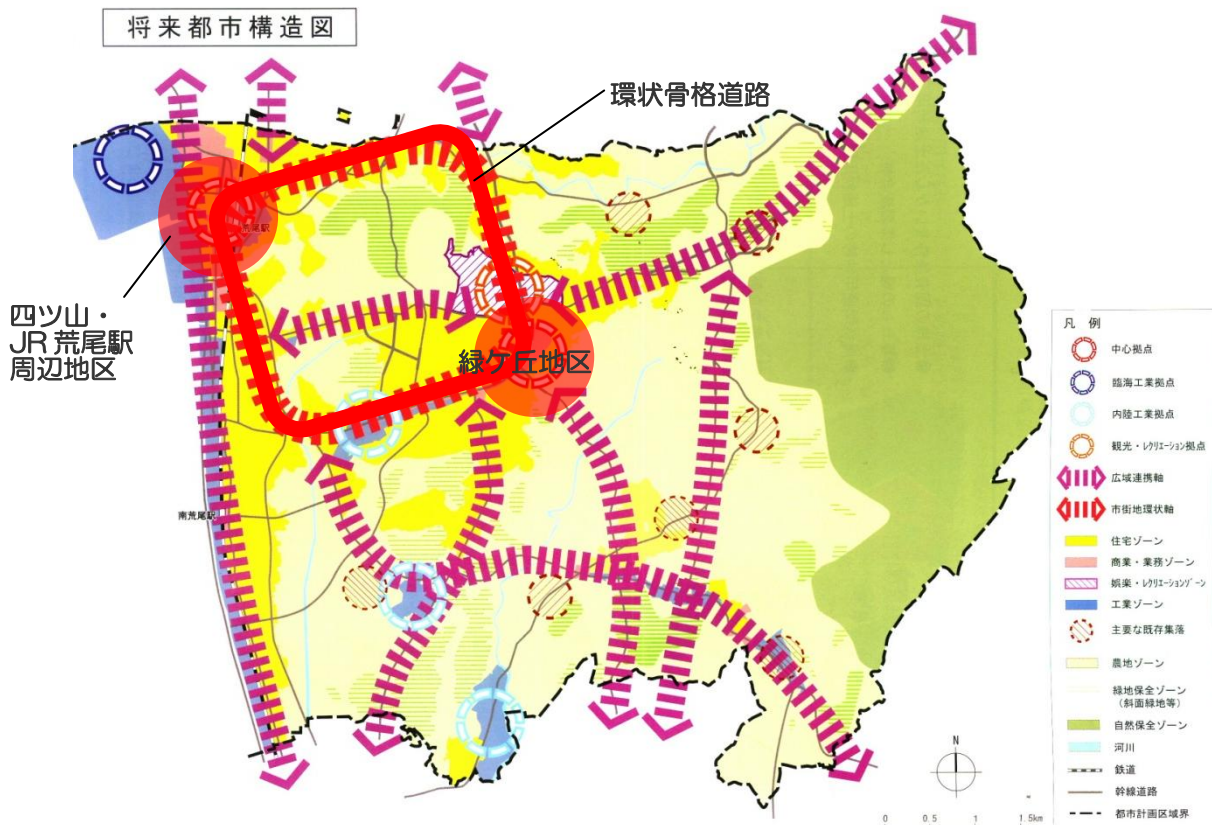 将来都市構造図
環状骨格道路
荒尾駅
四ツ山・
JR荒尾駅
周辺地区
緑ケ丘地区
南荒尾駅
凡 例
中心拠点
臨海工業拠点
内陸工業拠点
観光・レクリエーション拠点
広域連携軸
市街地環状軸
住宅ゾーン
商業・業務ゾーン
娯楽・レクリエーションゾーン
工業ゾーン
主要な既存集落
農地ゾーン
緑地保全ゾーン
(斜面緑地等)
自然保全ゾーン
河川
鉄道
幹線道路
都市計画区域界
N
0 0.5 1 1.5km